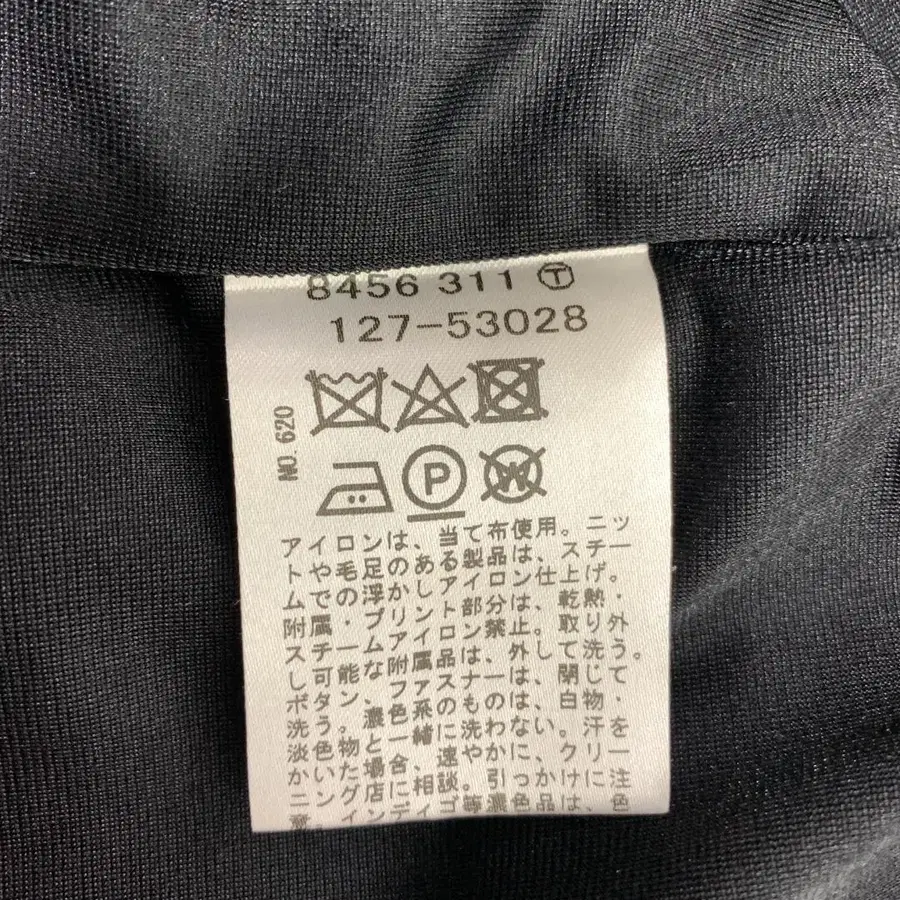 8456 311 Ⓣ
127-53028
NO. 620
P
W
アイロンは、当て布使用。ニッ
トや毛足のある製品は、スチー
ムでの浮かしアイロン仕上げ。
附属・プリント部分は、乾熱・
スチームアイロン禁止。取り外
し可能な附属品は、外して洗う。
ボタン、ファスナーは、閉じて
洗う。濃色系のものは、白物・
淡色物と一緒に洗わない。汗を
かいた場合、速やかに、クリー
ニング店に相談。引っかけに注
意。インディゴ等濃色品は、色